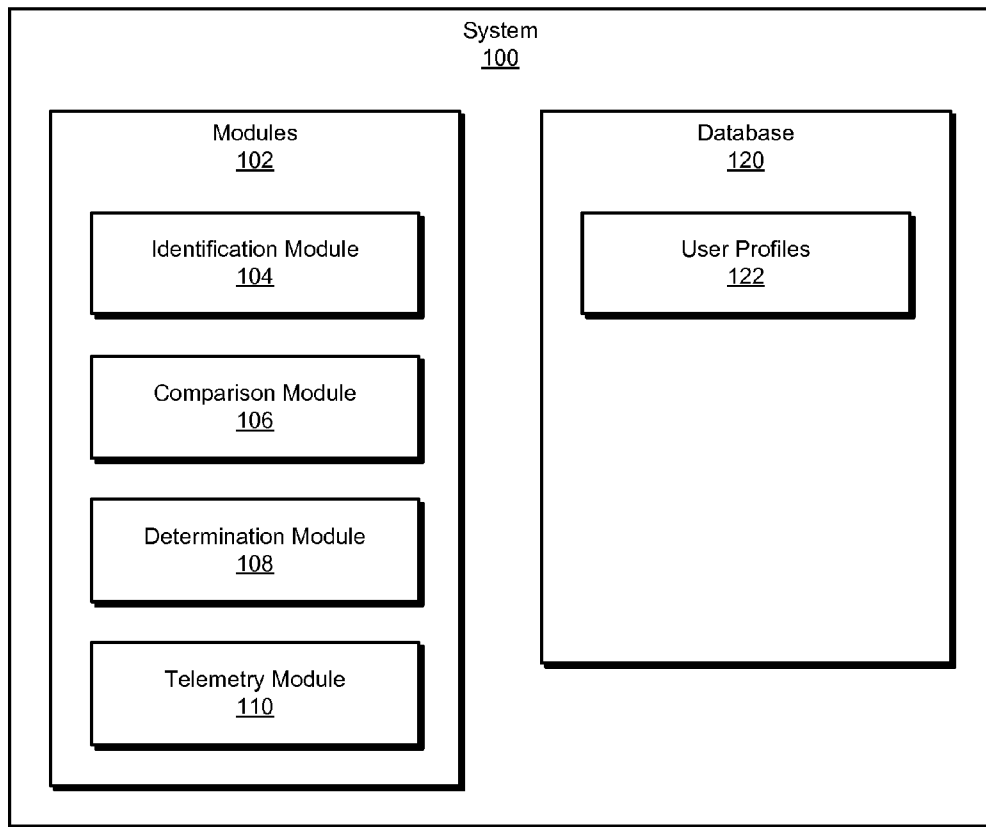 System
100
Modules
102
Identification Module
104
Comparison Module
106
Determination Module
108
Telemetry Module
110
Database
120
User Profiles
122